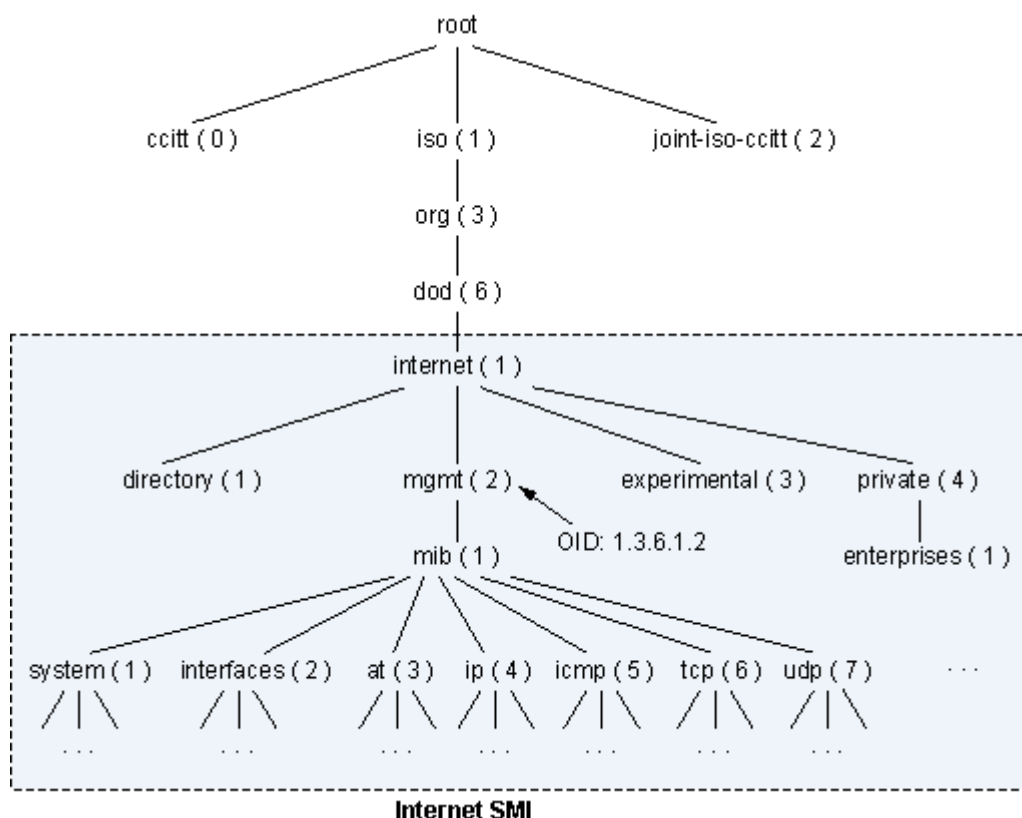 root
ccitt ( 0 ) iso ( 1 ) joint-iso-ccitt ( 2 )
org ( 3 )
dod ( 6 )
internet ( 1 )
directory ( 1 ) mgmt ( 2 ) experimental ( 3 ) private ( 4 )
OID: 1.3.6.1.2
mib ( 1 ) enterprises ( 1 )
system ( 1 ) interfaces ( 2 ) at ( 3 ) ip ( 4 ) icmp ( 5 ) tcp ( 6 ) udp ( 7 ) . . .
. . . . . . . . . . . . . . . . . . . . .
Internet SMI